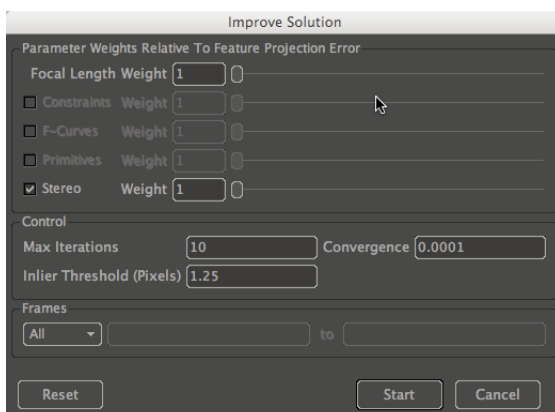 Improve Solution
Parameter Weights Relative To Feature Projection Error
Focal Length Weight 1
Constraints Weight 1
F-Curves Weight 1
Primitives Weight 1
Stereo Weight 1
Control
Max Iterations 10 Convergence 0.0001
Inlier Threshold (Pixels) 1.25
Frames
All to
Reset Start Cancel